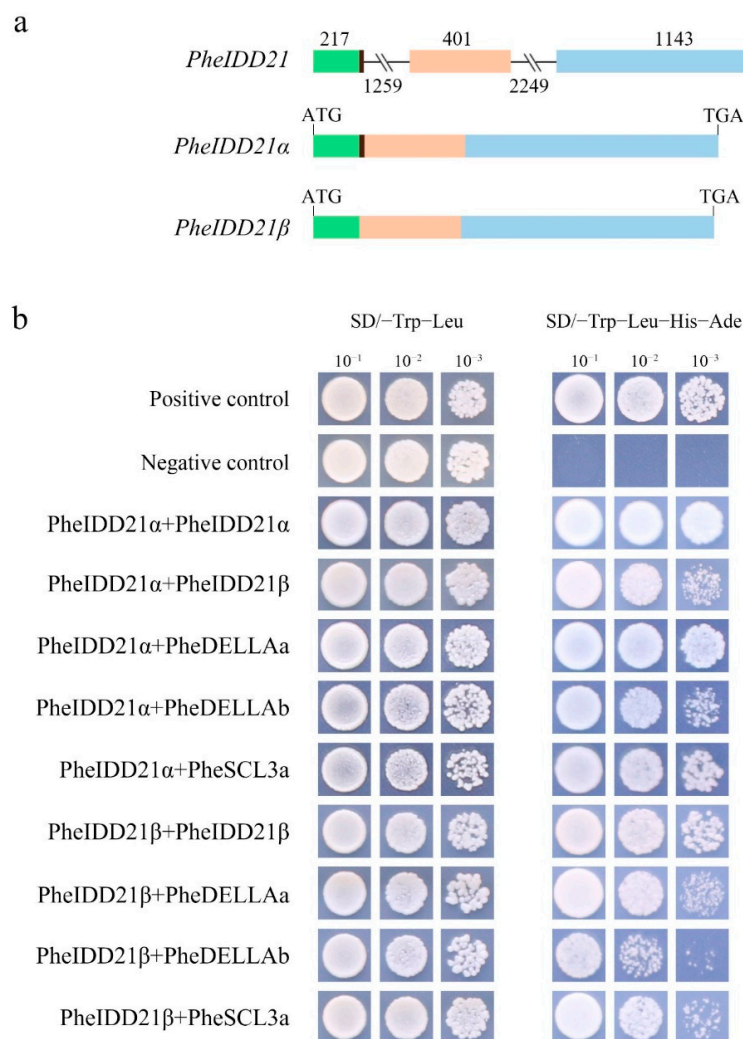 a
217 401 1143
PheIDD21
1259 2249
ATG TGA
PheIDD21α
ATG TGA
PheIDD21β
b
SD/−Trp−Leu SD/−Trp−Leu−His−Ade
10⁻¹ 10⁻² 10⁻³ 10⁻¹ 10⁻² 10⁻³
Positive control
Negative control
PheIDD21α+PheIDD21α
PheIDD21α+PheIDD21β
PheIDD21α+PheDELLAa
PheIDD21α+PheDELLAb
PheIDD21α+PheSCL3a
PheIDD21β+PheIDD21β
PheIDD21β+PheDELLAa
PheIDD21β+PheDELLAb
PheIDD21β+PheSCL3a